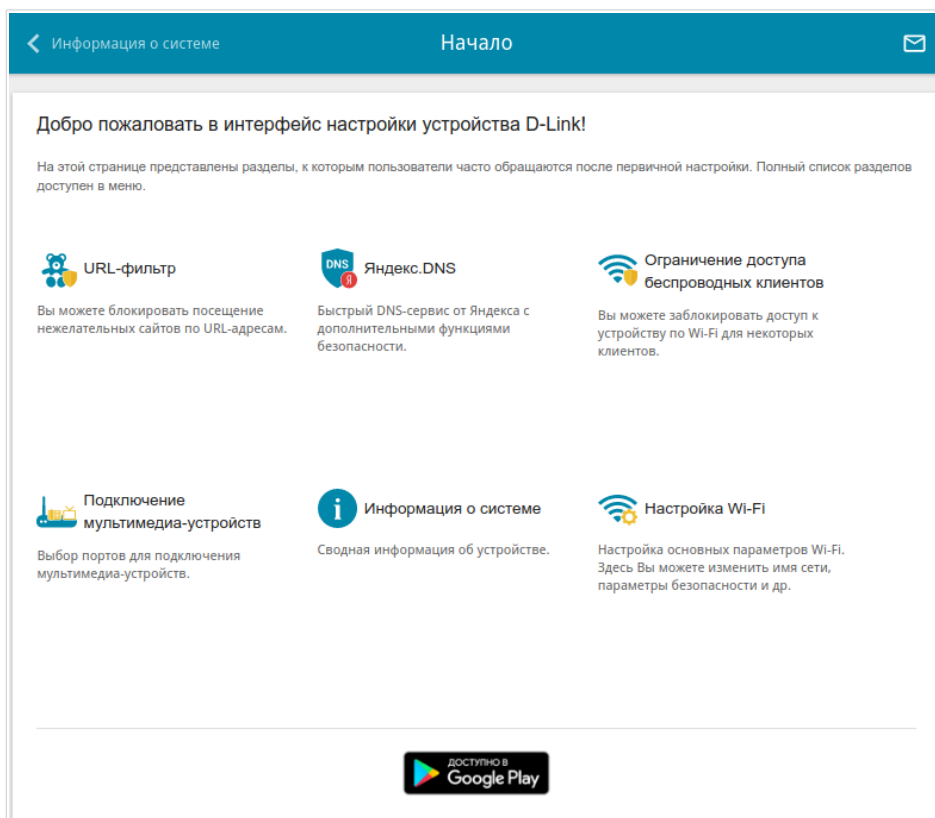 Информация о системе
Начало
Добро пожаловать в интерфейс настройки устройства D-Link!
На этой странице представлены разделы, к которым пользователи часто обращаются после первичной настройки. Полный список разделов
доступен в меню.
URL-фильтр
Вы можете блокировать посещение
нежелательных сайтов по URL-адресам.
DNS
Я
Яндекс.DNS
Быстрый DNS-сервис от Яндекса с
дополнительными функциями
безопасности.
Ограничение доступа
беспроводных клиентов
Вы можете заблокировать доступ к
устройству по Wi-Fi для некоторых
клиентов.
Подключение
мультимедиа-устройств
Выбор портов для подключения
мультимедиа-устройств.
i
Информация о системе
Сводная информация об устройстве.
Настройка Wi-Fi
Настройка основных параметров Wi-Fi.
Здесь Вы можете изменить имя сети,
параметры безопасности и др.
ДОСТУПНО В
Google Play